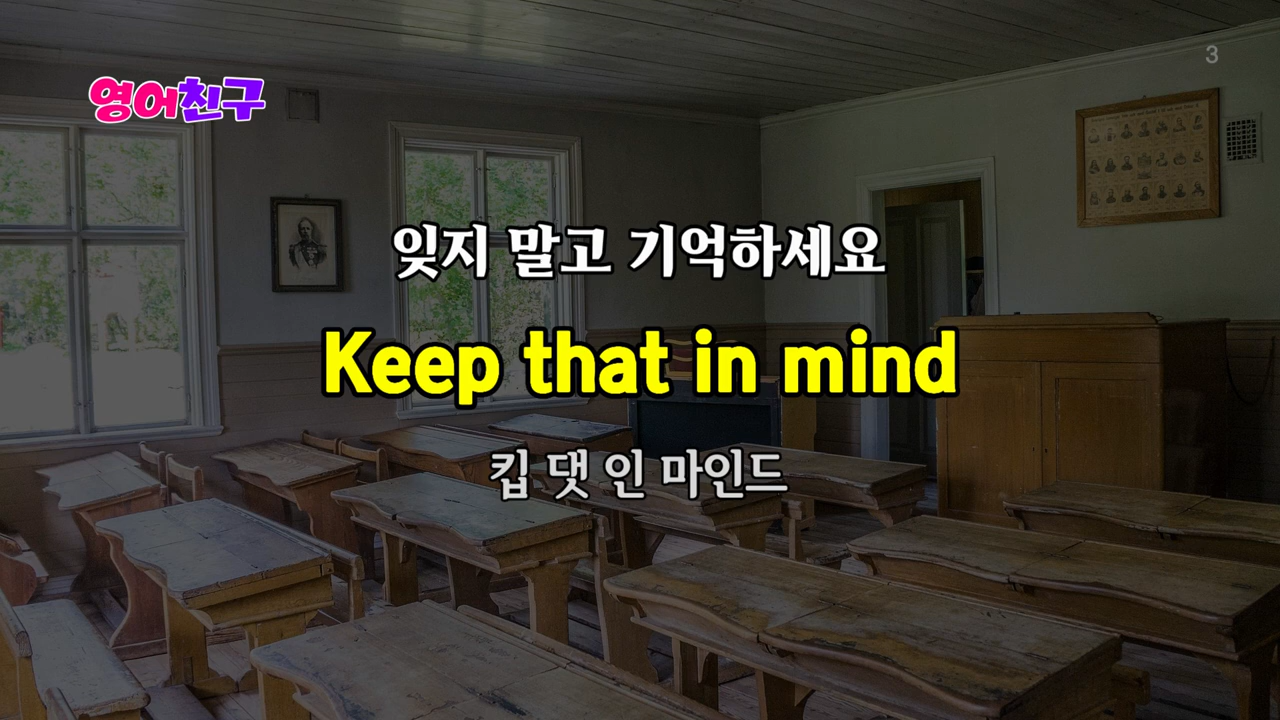 3
영어친구
잊지 말고 기억하세요
Keep that in mind
킵 댓 인 마인드